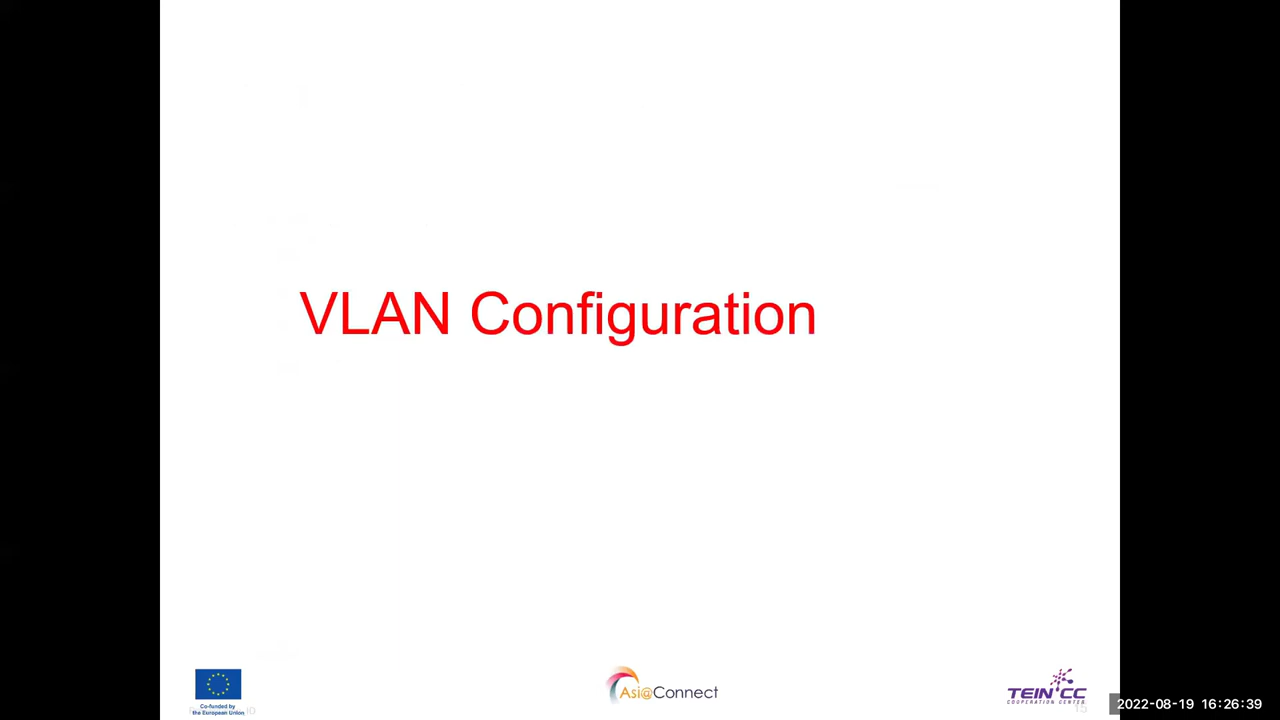 VLAN Configuration
Co-funded by
the European Union
Asi@Connect
TEIN CC
COOPERATION CENTER
15
2022-08-19 16:26:39